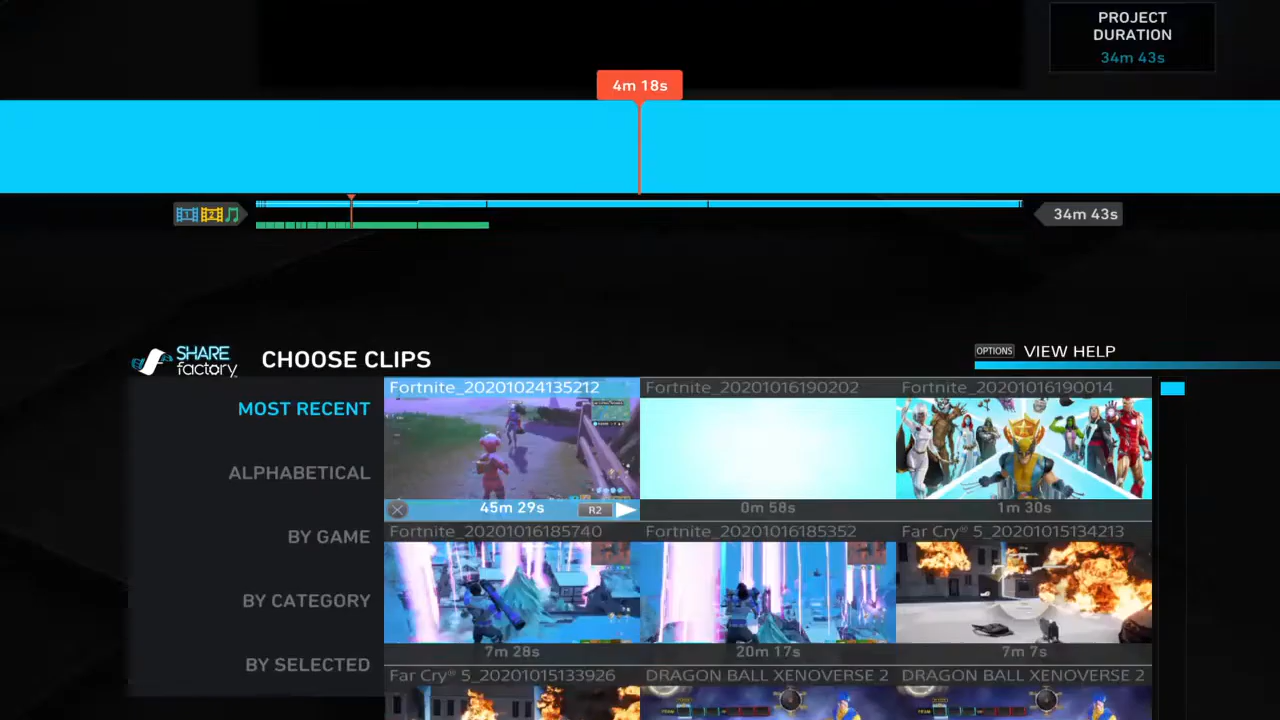 PROJECT
DURATION
34m 43s
4m 18s
34m 43s
SHARE
factory
CHOOSE CLIPS
OPTIONS VIEW HELP
MOST RECENT
ALPHABETICAL
BY GAME
BY CATEGORY
BY SELECTED
Fortnite_20201024135212
Fortnite_20201016190202
Fortnite_20201016190014
45m 29s
R2
0m 58s
1m 30s
Fortnite_20201016185740
Fortnite_20201016185352
Far Cry® 5_20201015134213
7m 28s
20m 17s
7m 7s
Far Cry® 5_20201015133926
DRAGON BALL XENOVERSE 2
DRAGON BALL XENOVERSE 2